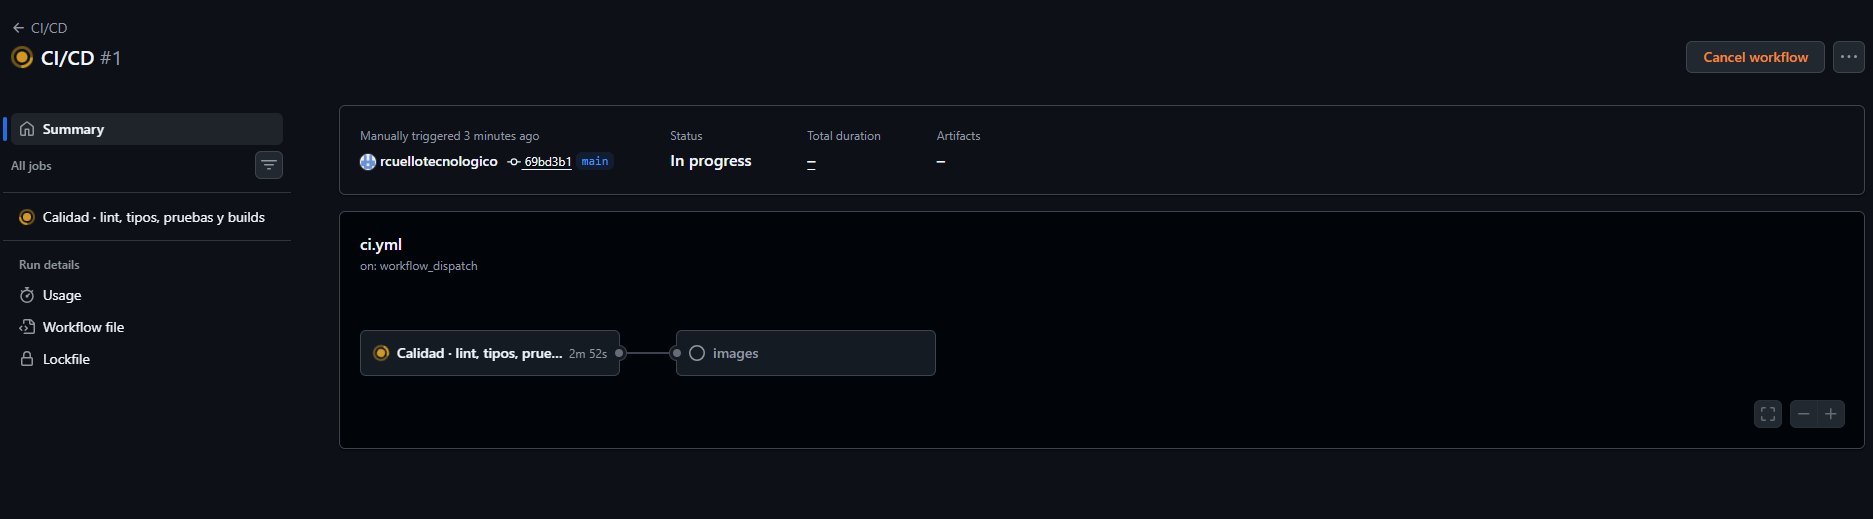 CI/CD
CI/CD #1
Cancel workflow
Summary
All jobs
Calidad · lint, tipos, pruebas y builds
Run details
Usage
Workflow file
Lockfile
Manually triggered 3 minutes ago
rcuellotecnologico 69bd3b1 main
Status
In progress
Total duration
–
Artifacts
–
ci.yml
on: workflow_dispatch
Calidad · lint, tipos, prue... 2m 52s
images